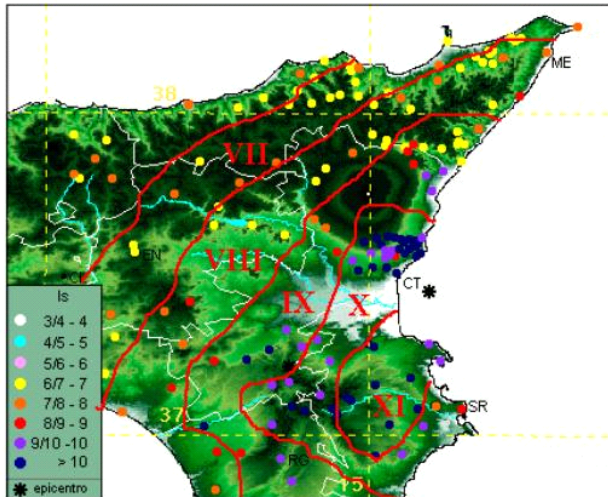 ME
38
VII
EN
VIII
CL
IX
X
CT
Is
3/4 - 4
4/5 - 5
5/6 - 6
6/7 - 7
7/8 - 8
8/9 - 9
9/10 -10
> 10
epicentro
XI
SR
37
RG
15